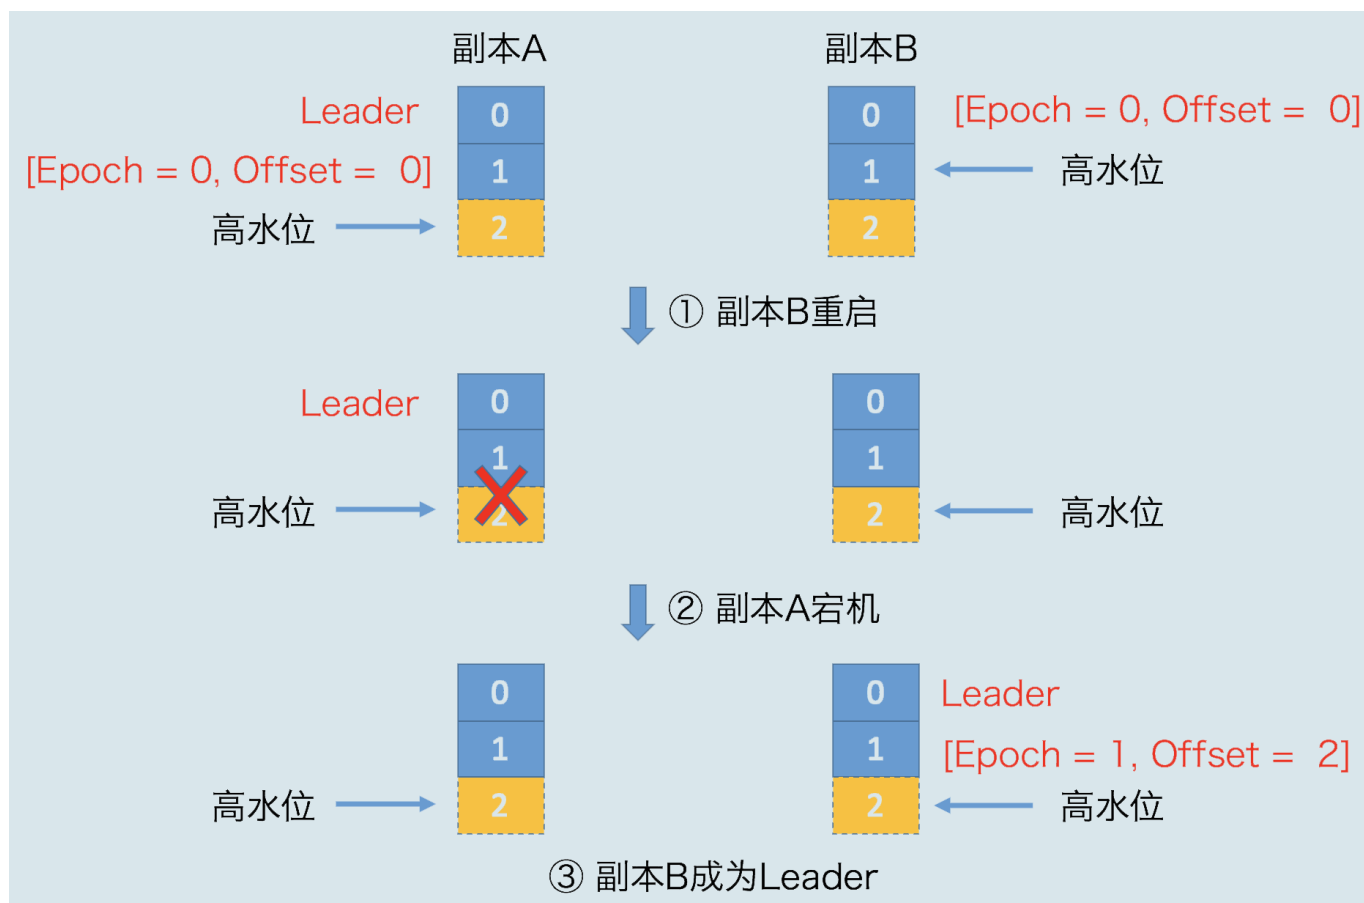 副本A
副本B
Leader
[Epoch = 0, Offset = 0]
高水位
0
1
2
0
1
2
[Epoch = 0, Offset = 0]
高水位
① 副本B重启
Leader
高水位
0
1
2
0
1
2
高水位
② 副本A宕机
高水位
0
1
2
0
1
2
Leader
[Epoch = 1, Offset = 2]
高水位
③ 副本B成为Leader